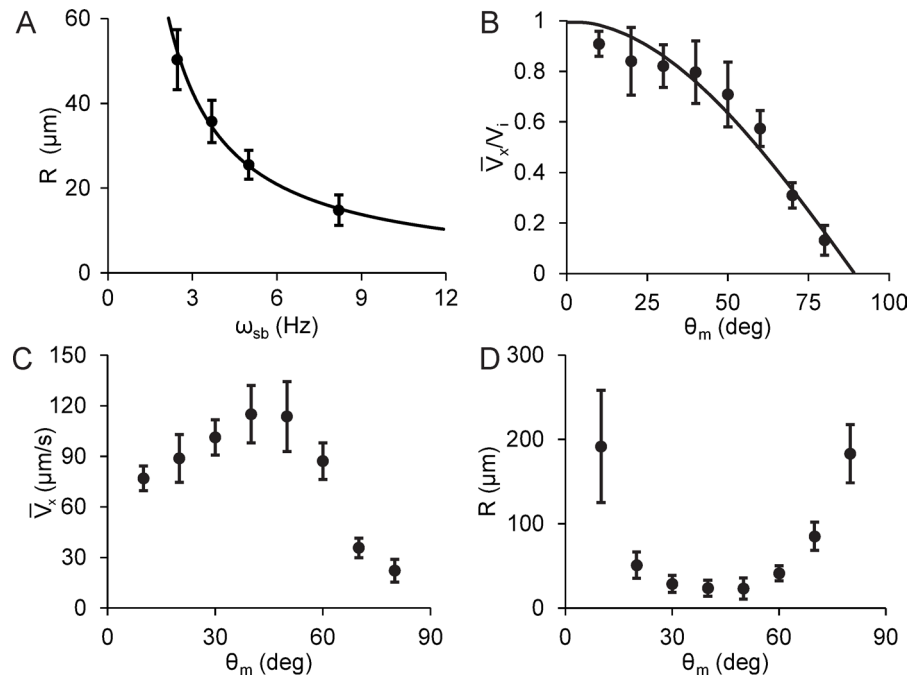 A
60
40
20
0
R (μm)
0 3 6 9 12
ω_sb (Hz)
B
1
0.8
0.6
0.4
0.2
0
V̅_x/V_i
0 25 50 75 100
θ_m (deg)
C
150
120
90
60
30
0
V̅_x (μm/s)
0 30 60 90
θ_m (deg)
D
300
200
100
0
R (μm)
0 30 60 90
θ_m (deg)